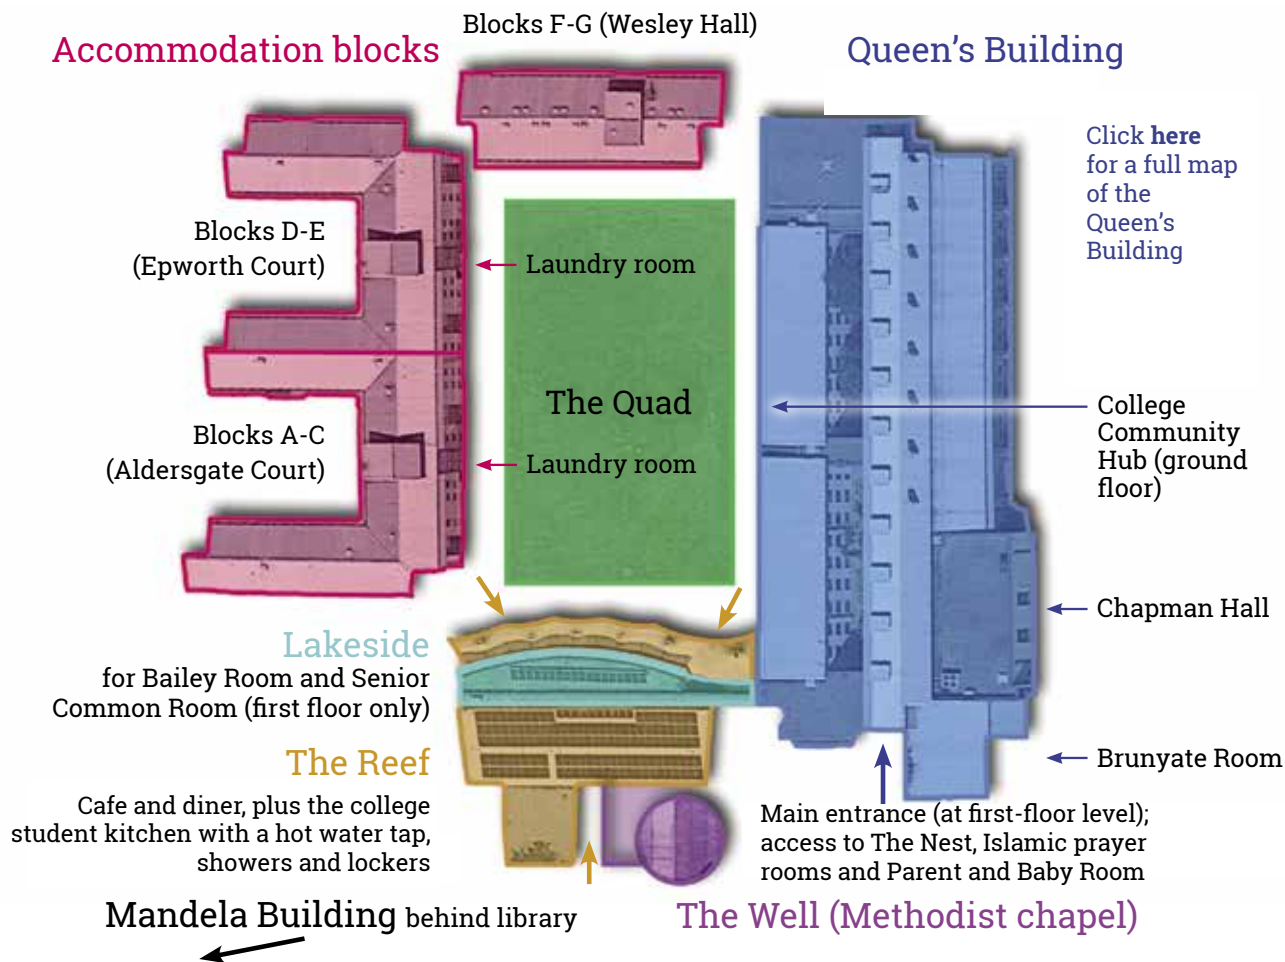 Blocks F-G (Wesley Hall)
Accommodation blocks
Queen's Building
Click here
for a full map
of the
Queen's
Building
Blocks D-E
(Epworth Court)
Laundry room
The Quad
Blocks A-C
(Aldersgate Court)
Laundry room
College
Community
Hub (ground
floor)
Chapman Hall
Lakeside
for Bailey Room and Senior
Common Room (first floor only)
The Reef
Cafe and diner, plus the college
student kitchen with a hot water tap,
showers and lockers
Brunyate Room
Main entrance (at first-floor level);
access to The Nest, Islamic prayer
rooms and Parent and Baby Room
Mandela Building behind library
The Well (Methodist chapel)